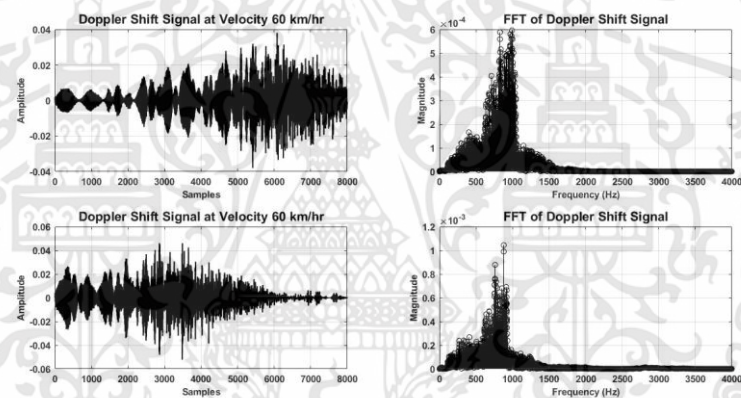 Doppler Shift Signal at Velocity 60 km/hr
0.04
0.02
0
-0.02
-0.04
Amplitude
0 1000 2000 3000 4000 5000 6000 7000 8000
Samples
FFT of Doppler Shift Signal
×10⁻⁴
6
5
4
3
2
1
0
Magnitude
0 500 1000 1500 2000 2500 3000 3500 4000
Frequency (Hz)
Doppler Shift Signal at Velocity 60 km/hr
0.06
0.04
0.02
0
-0.02
-0.04
-0.06
Amplitude
0 1000 2000 3000 4000 5000 6000 7000 8000
Samples
FFT of Doppler Shift Signal
×10⁻³
1.2
1
0.8
0.6
0.4
0.2
0
Magnitude
0 500 1000 1500 2000 2500 3000 3500 4000
Frequency (Hz)